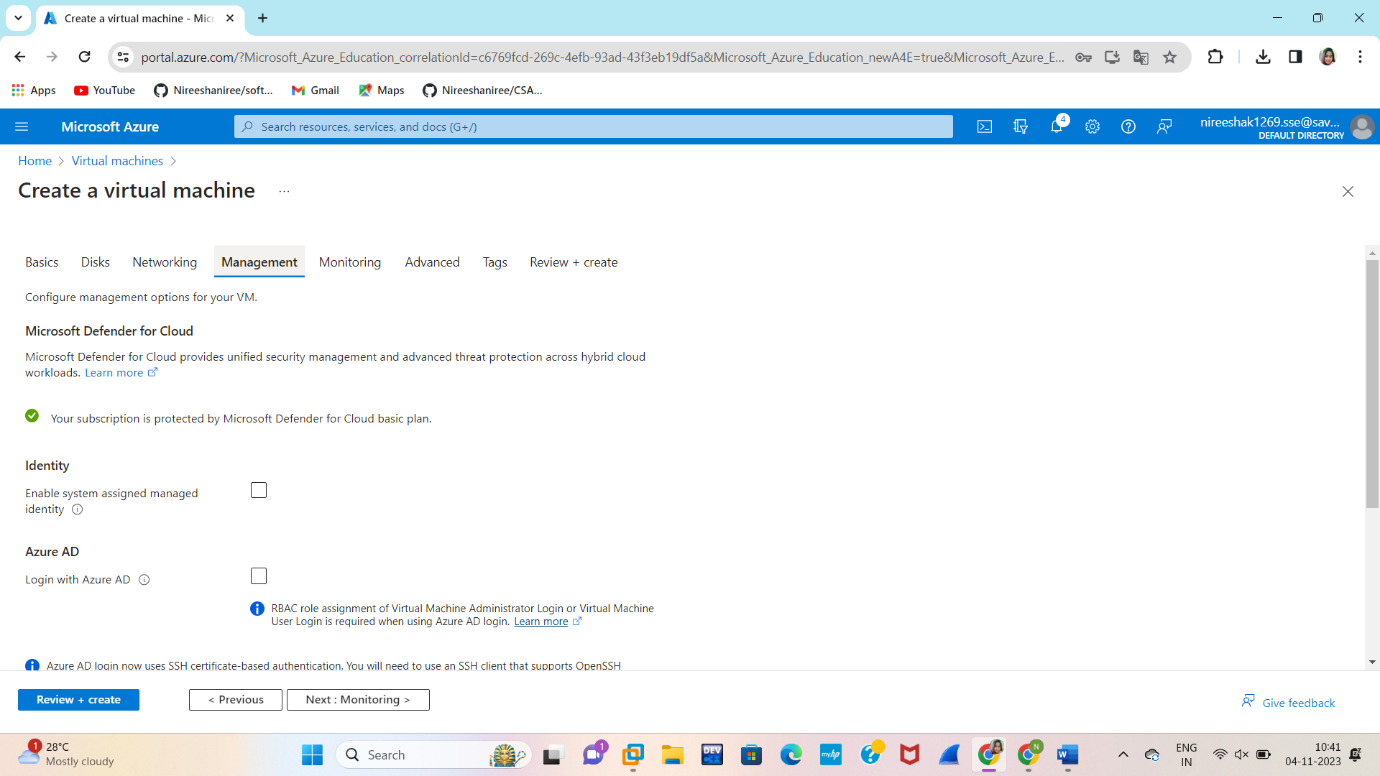 Create a virtual machine - Micr
portal.azure.com/?Microsoft_Azure_Education_correlationId=c6769fcd-269c-4efb-93ad-43f3eb19df5a&Microsoft_Azure_Education_newA4E=true&Microsoft_Azure_E...
Apps YouTube Nireeshaniree/soft... Gmail Maps Nireeshaniree/CSA...
Microsoft Azure Search resources, services, and docs (G+/) 4 nireeshak1269.sse@sav...
DEFAULT DIRECTORY
Home > Virtual machines >
Create a virtual machine ...
Basics Disks Networking Management Monitoring Advanced Tags Review + create
Configure management options for your VM.
Microsoft Defender for Cloud
Microsoft Defender for Cloud provides unified security management and advanced threat protection across hybrid cloud
workloads. Learn more
Your subscription is protected by Microsoft Defender for Cloud basic plan.
Identity
Enable system assigned managed
identity
Azure AD
Login with Azure AD
RBAC role assignment of Virtual Machine Administrator Login or Virtual Machine
User Login is required when using Azure AD login. Learn more
Azure AD login now uses SSH certificate-based authentication. You will need to use an SSH client that supports OpenSSH
Review + create < Previous Next : Monitoring > Give feedback
1 28°C
Mostly cloudy
Search
1
DEV
myhp
N
ENG
IN
10:41
04-11-2023